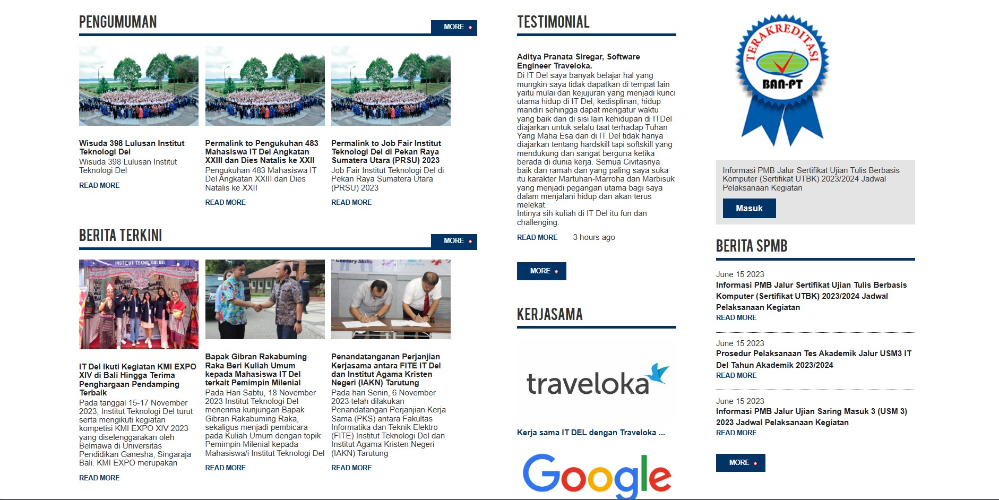 PENGUMUMAN
MORE
Wisuda 398 Lulusan Institut
Teknologi Del
Wisuda 398 Lulusan Institut
Teknologi Del
READ MORE
Permalink to Pengukuhan 483
Mahasiswa IT Del Angkatan
XXIII dan Dies Natalis ke XXII
Pengukuhan 483 Mahasiswa IT
Del Angkatan XXIII dan Dies
Natalis ke XXII
READ MORE
Permalink to Job Fair Institut
Teknologi Del di Pekan Raya
Sumatera Utara (PRSU) 2023
Job Fair Institut Teknologi Del di
Pekan Raya Sumatera Utara
(PRSU) 2023
READ MORE
BERITA TERKINI
MORE
INSTITUT TEKNOLOGI DEL
IT Del Ikuti Kegiatan KMI EXPO
XIV di Bali Hingga Terima
Penghargaan Pendamping
Terbaik
Pada tanggal 15-17 November
2023, Institut Teknologi Del turut
serta mengikuti kegiatan
kompetisi KMI EXPO XIV 2023
yang diselenggarakan oleh
Belmawa di Universitas
Pendidikan Ganesha, Singaraja
Bali. KMI EXPO merupakan
READ MORE
Bapak Gibran Rakabuming
Raka Beri Kuliah Umum
kepada Mahasiswa IT Del
terkait Pemimpin Milenial
Pada Hari Sabtu, 18 November
2023 Institut Teknologi Del
menerima kunjungan Bapak
Gibran Rakabuming Raka,
sekaligus menjadi pembicara
pada Kuliah Umum dengan topik
Pemimpin Milenial kepada
Mahasiswa/i Institut Teknologi Del
READ MORE
Century Skills
Penandatanganan Perjanjian
Kerjasama antara FITE IT Del
dan Institut Agama Kristen
Negeri (IAKN) Tarutung
Pada hari Senin, 6 November
2023 telah dilakukan
Penandatangan Perjanjian Kerja
Sama (PKS) antara Fakultas
Informatika dan Teknik Elektro
(FITE) Institut Teknologi Del dan
Institut Agama Kristen Negeri
(IAKN) Tarutung
READ MORE
TESTIMONIAL
Aditya Pranata Siregar, Software
Engineer Traveloka.
Di IT Del saya banyak belajar hal yang
mungkin saya tidak dapatkan di tempat lain
yaitu mulai dari kejujuran yang menjadi kunci
utama hidup di IT Del, kedisplinan, hidup
mandiri sehingga dapat mengatur waktu
yang baik dan di sisi lain kehidupan di ITDel
diajarkan untuk selalu taat terhadap Tuhan
Yang Maha Esa dan di IT Del tidak hanya
diajarkan tentang hardskill tapi softskill yang
mendukung dan sangat berguna ketika
berada di dunia kerja. Semua Civitasnya
baik dan ramah dan yang paling saya suka
itu karakter Martuhan-Marroha dan Marbisuk
yang menjadi pegangan utama bagi saya
dalam menjalani hidup dan akan terus
melekat.
Intinya sih kuliah di IT Del itu fun dan
challenging.
READ MORE 3 hours ago
MORE
KERJASAMA
traveloka
Kerja sama IT DEL dengan Traveloka ...
Google
TERAKREDITASI
BAN-PT
Informasi PMB Jalur Sertifikat Ujian Tulis Berbasis
Komputer (Sertifikat UTBK) 2023/2024 Jadwal
Pelaksanaan Kegiatan
Masuk
BERITA SPMB
June 15 2023
Informasi PMB Jalur Sertifikat Ujian Tulis Berbasis
Komputer (Sertifikat UTBK) 2023/2024 Jadwal
Pelaksanaan Kegiatan
READ MORE
June 15 2023
Prosedur Pelaksanaan Tes Akademik Jalur USM3 IT
Del Tahun Akademik 2023/2024
READ MORE
June 15 2023
Informasi PMB Jalur Ujian Saring Masuk 3 (USM 3)
2023 Jadwal Pelaksanaan Kegiatan
READ MORE
MORE